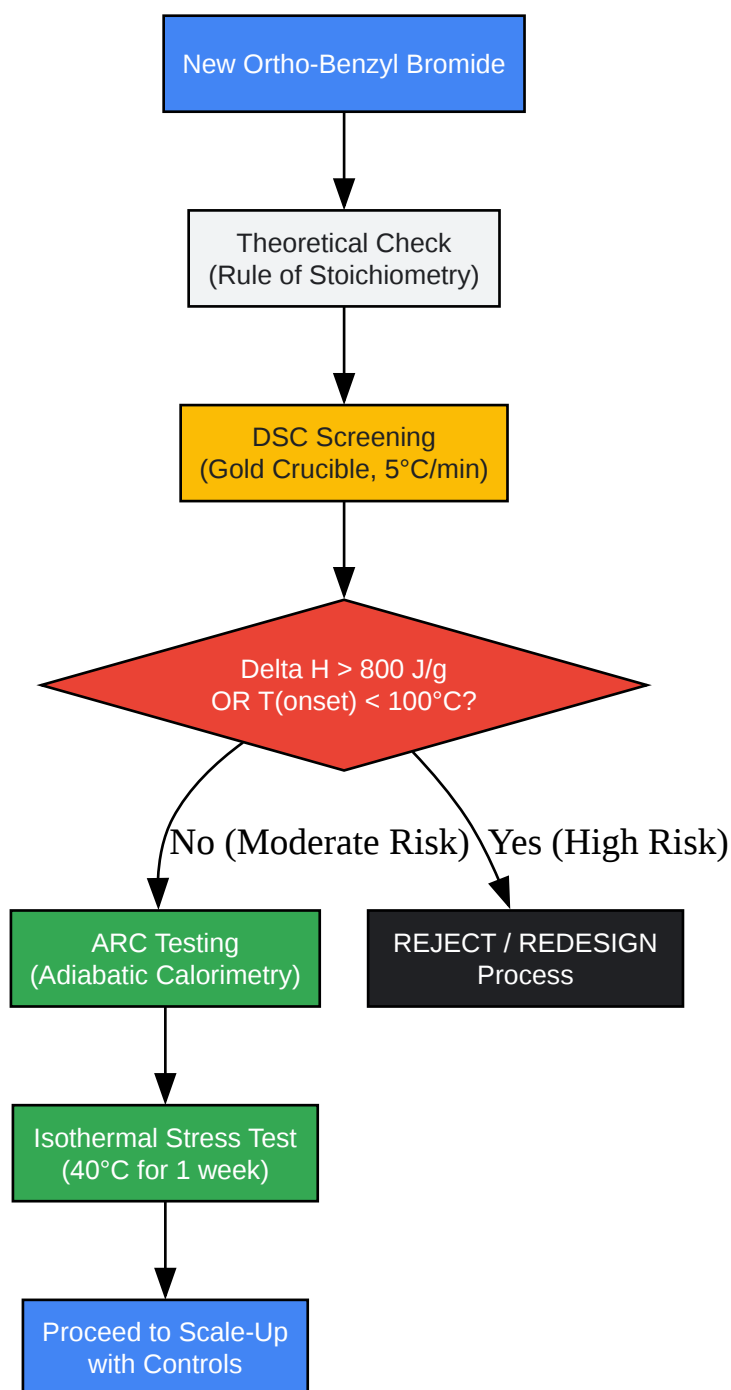 New Ortho-Benzyl Bromide
Theoretical Check
(Rule of Stoichiometry)
DSC Screening
(Gold Crucible, 5°C/min)
Delta H > 800 J/g
OR T(onset) < 100°C?
No (Moderate Risk)
Yes (High Risk)
ARC Testing
(Adiabatic Calorimetry)
REJECT / REDESIGN
Process
Isothermal Stress Test
(40°C for 1 week)
Proceed to Scale-Up
with Controls